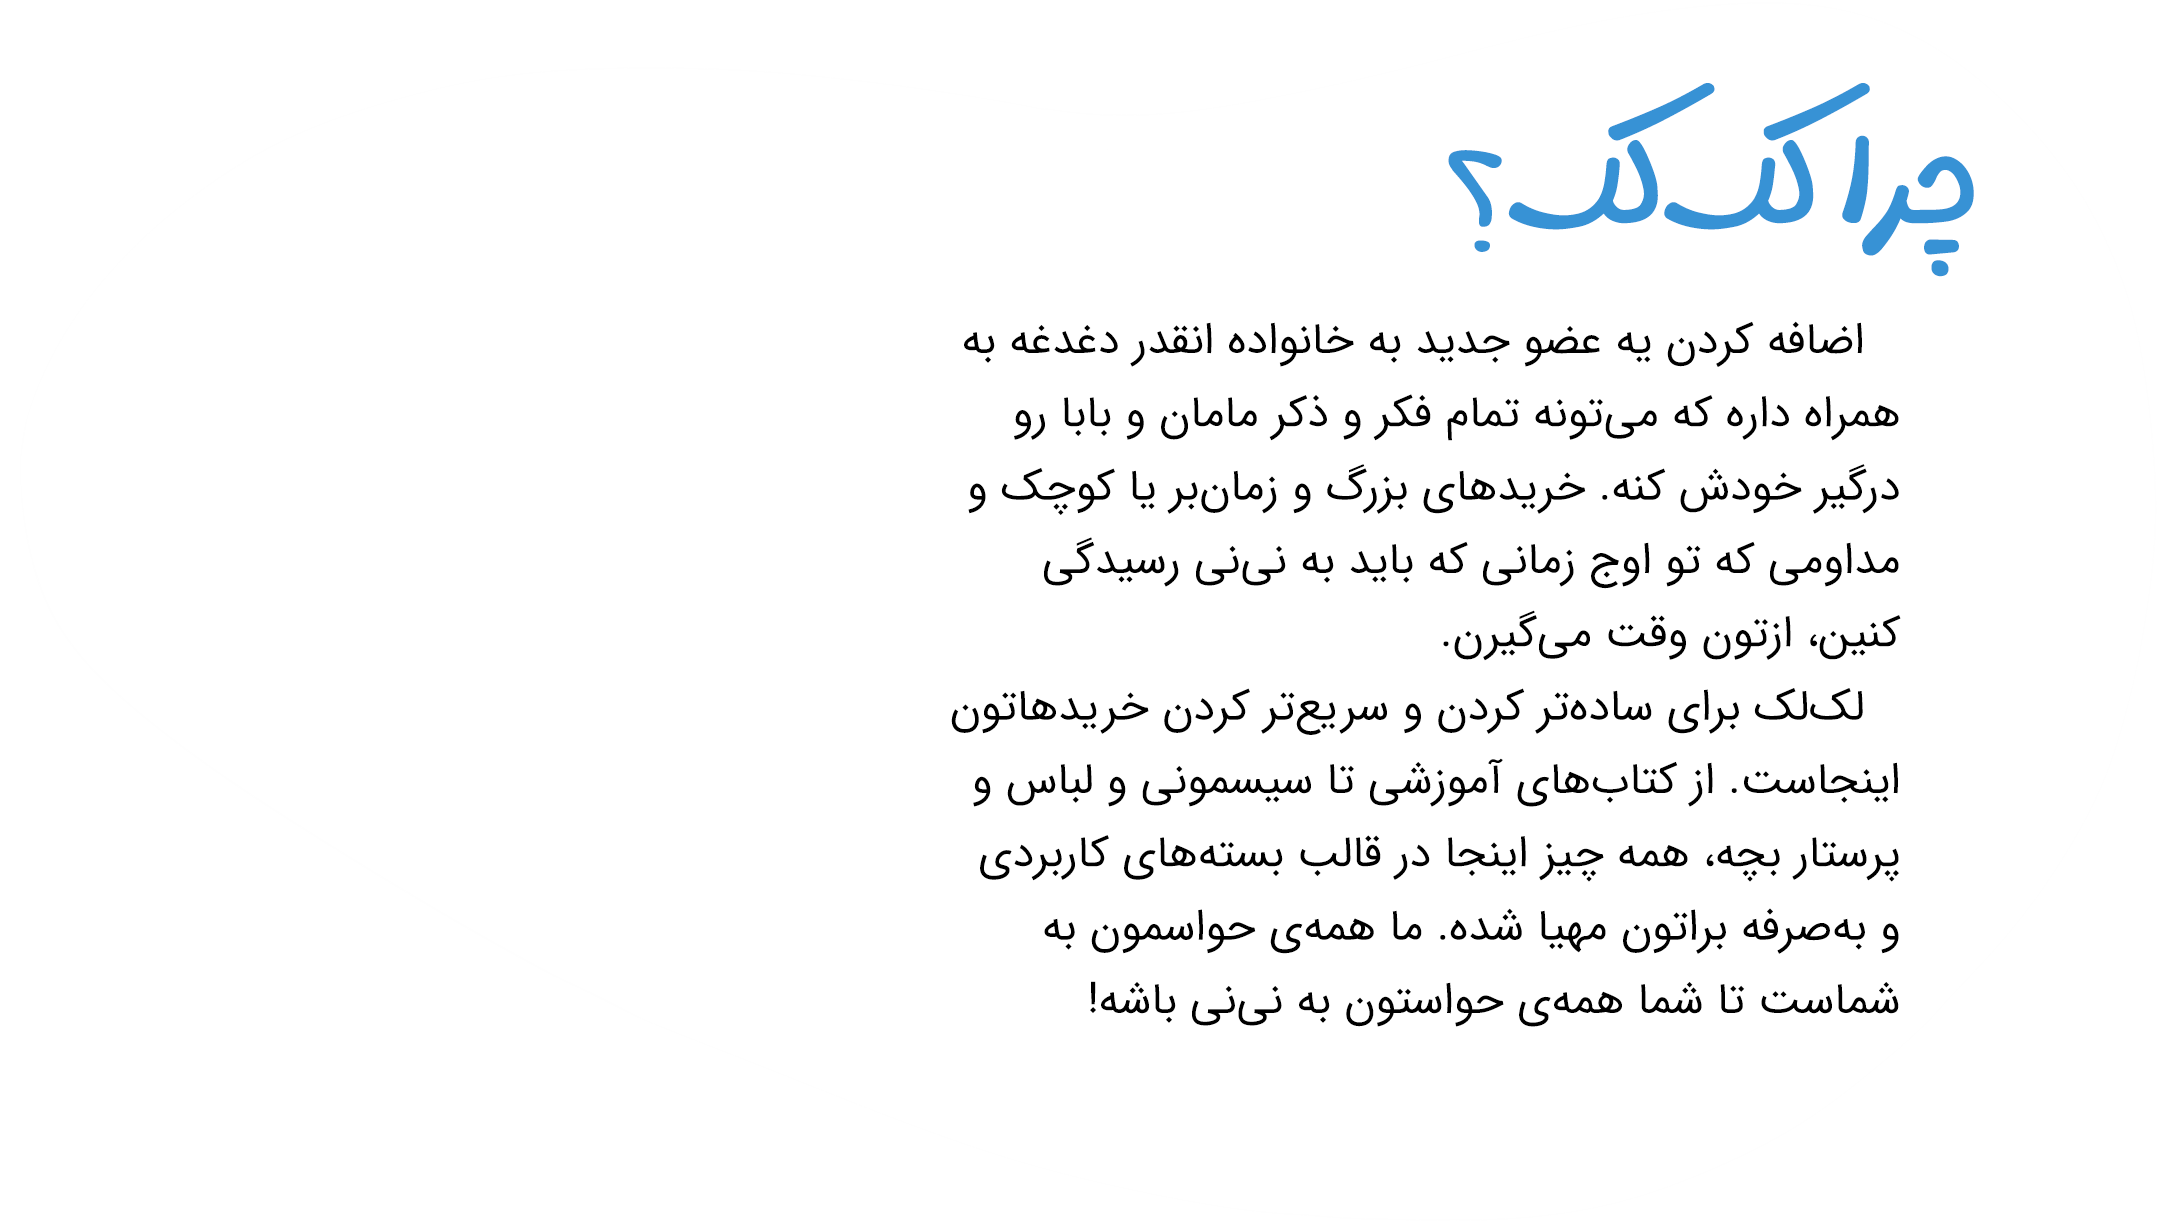 چرا لک‌لک؟
اضافه کردن یه عضو جدید به خانواده انقدر دغدغه به
همراه داره که می‌تونه تمام فکر و ذکر مامان و بابا رو
درگیر خودش کنه. خریدهای بزرگ و زمان‌بر یا کوچک و
مداومی که تو اوج زمانی که باید به نی‌نی رسیدگی
کنین، ازتون وقت می‌گیرن.
لک‌لک برای ساده‌تر کردن و سریع‌تر کردن خریدهاتون
اینجاست. از کتاب‌های آموزشی تا سیسمونی و لباس و
پرستار بچه، همه چیز اینجا در قالب بسته‌های کاربردی
و به‌صرفه براتون مهیا شده. ما همه‌ی حواسمون به
شماست تا شما همه‌ی حواستون به نی‌نی باشه!